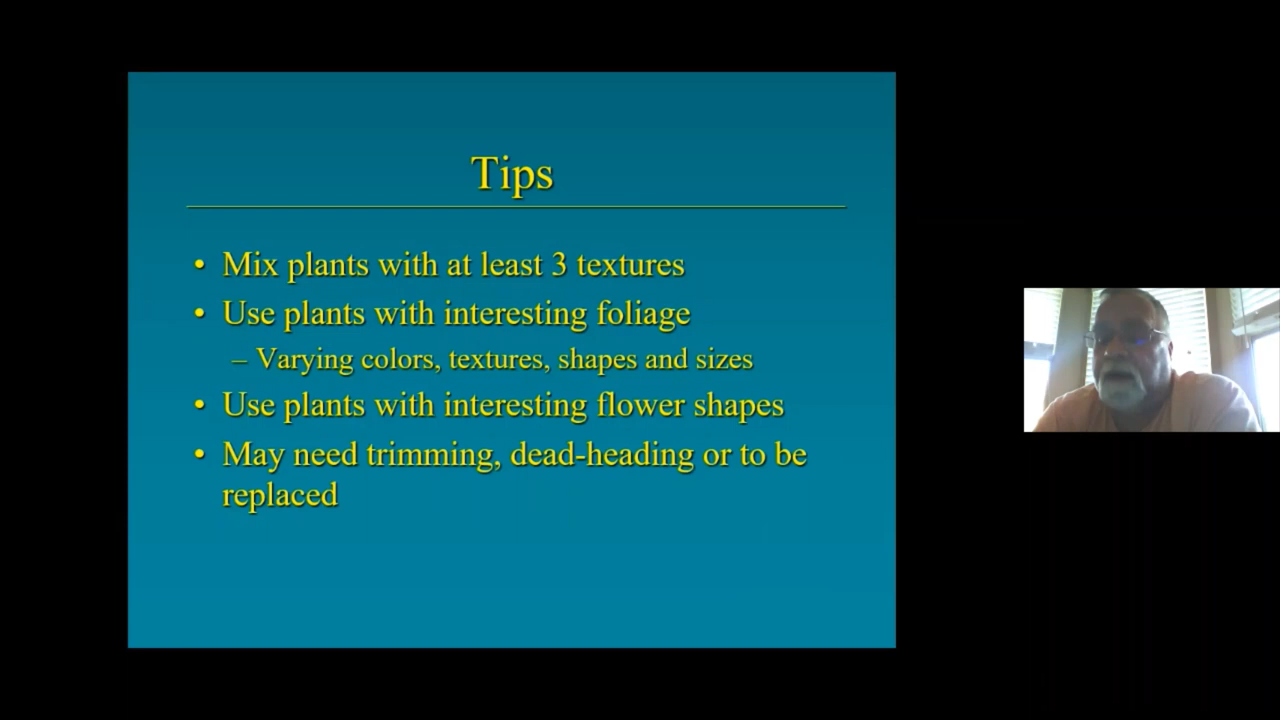 Tips
• Mix plants with at least 3 textures
• Use plants with interesting foliage
– Varying colors, textures, shapes and sizes
• Use plants with interesting flower shapes
• May need trimming, dead-heading or to be
replaced